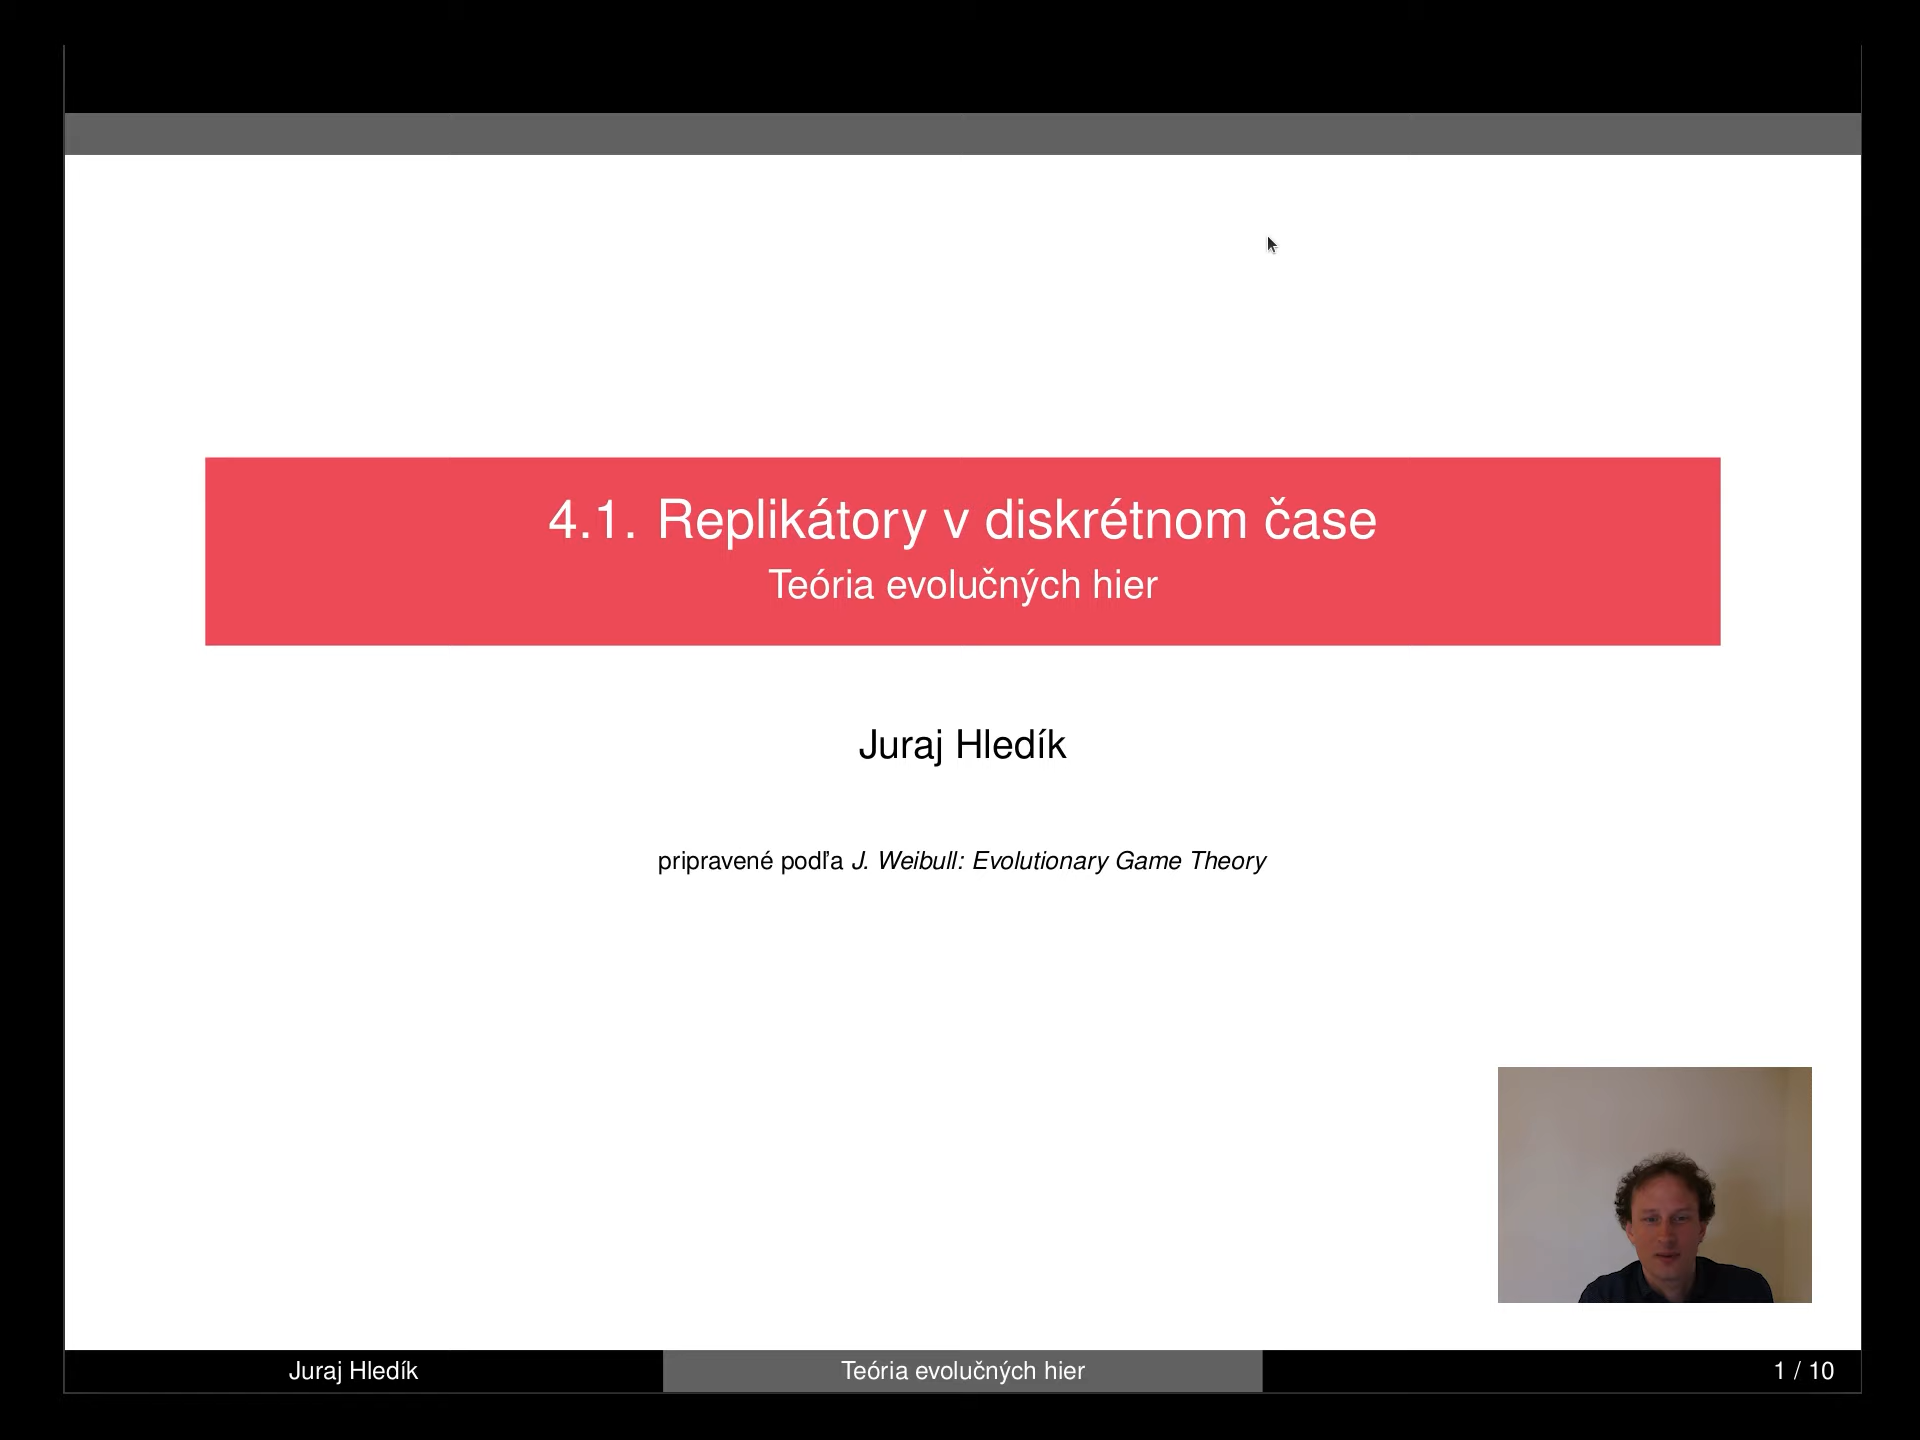 4.1. Replikátory v diskrétnom čase
Teória evolučných hier
Juraj Hledík
pripravené podľa J. Weibull: Evolutionary Game Theory
Juraj Hledík
Teória evolučných hier
1 / 10